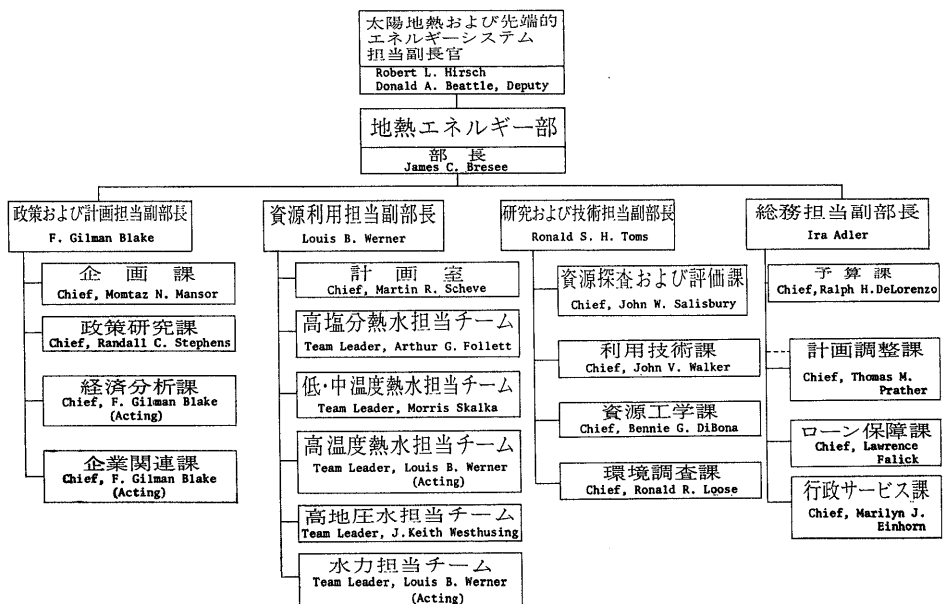 太陽地熱および先端的
エネルギーシステム
担当副長官
Robert L. Hirsch
Donald A. Beattle, Deputy
地熱エネルギー部
部長
James C. Bresee
政策および計画担当副部長
F. Gilman Blake
企画課
Chief, Momtaz N. Mansor
政策研究課
Chief, Randall C. Stephens
経済分析課
Chief, F. Gilman Blake
(Acting)
企業関連課
Chief, F. Gilman Blake
(Acting)
資源利用担当副部長
Louis B. Werner
計画室
Chief, Martin R. Scheve
高塩分熱水担当チーム
Team Leader, Arthur G. Follett
低・中温度熱水担当チーム
Team Leader, Morris Skalka
高温度熱水担当チーム
Team Leader, Louis B. Werner
(Acting)
高地圧水担当チーム
Team Leader, J.Keith Westhusing
水力担当チーム
Team Leader, Louis B. Werner
(Acting)
研究および技術担当副部長
Ronald S. H. Toms
資源探査および評価課
Chief, John W. Salisbury
利用技術課
Chief, John V. Walker
資源工学課
Chief, Bennie G. DiBona
環境調査課
Chief, Ronald R. Loose
総務担当副部長
Ira Adler
予算課
Chief,Ralph H.DeLorenzo
計画調整課
Chief, Thomas M.
Prather
ローン保障課
Chief, Lawrence
Falick
行政サービス課
Chief, Marilyn J.
Einhorn